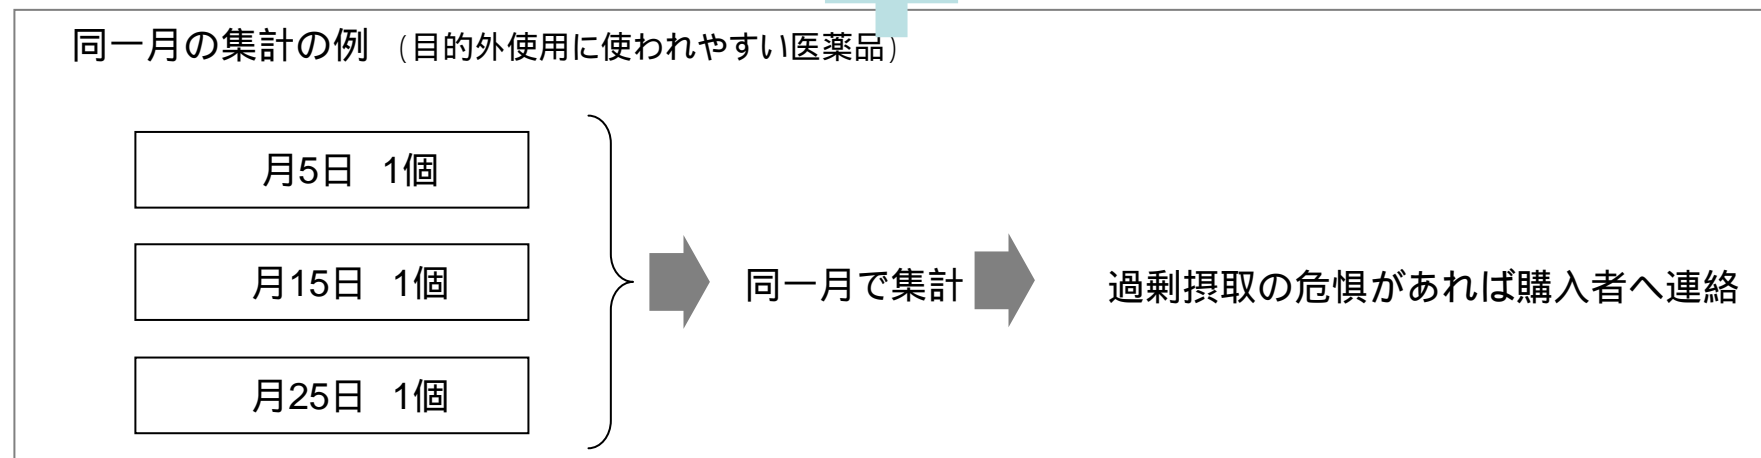 同一月の集計の例 (目的外使用に使われやすい医薬品)
月5日 1個
月15日 1個
月25日 1個
同一月で集計
過剰摂取の危惧があれば購入者へ連絡